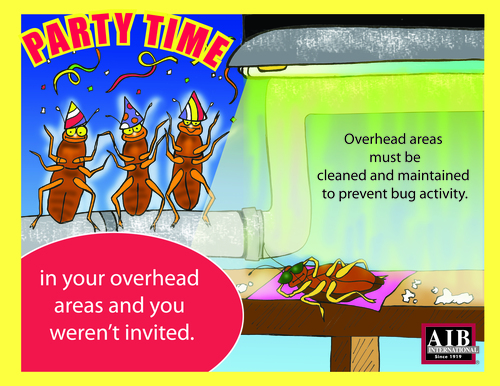 PARTY TIME
in your overhead
areas and you
weren't invited.
Overhead areas
must be
cleaned and maintained
to prevent bug activity.
AIB
INTERNATIONAL
Since 1919